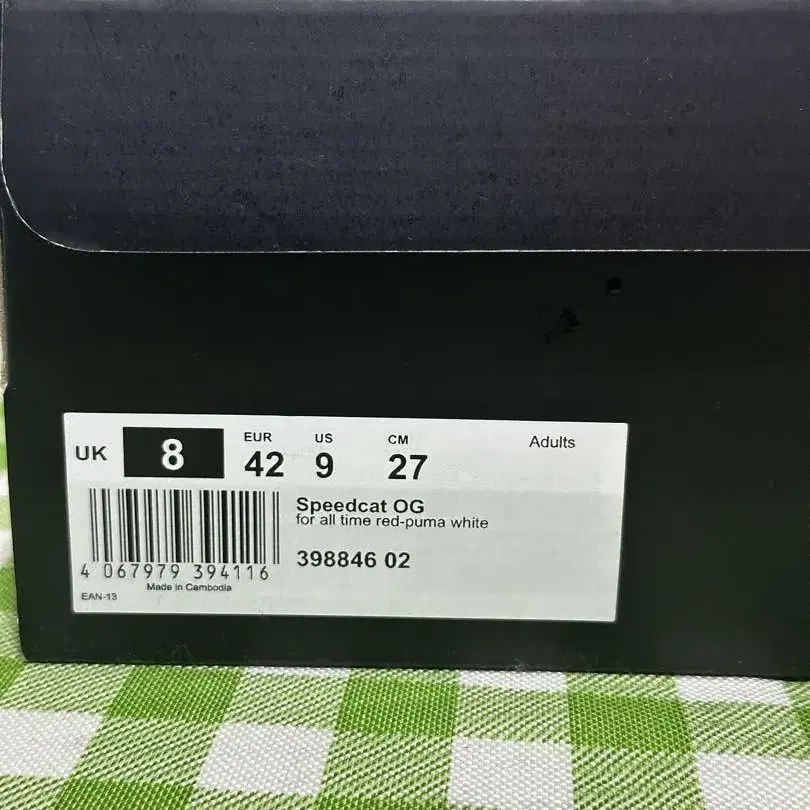 UK 8 EUR 42 US 9 CM 27 Adults
Speedcat OG
for all time red-puma white
398846 02
4 067979 394116
Made in Cambodia
EAN-13